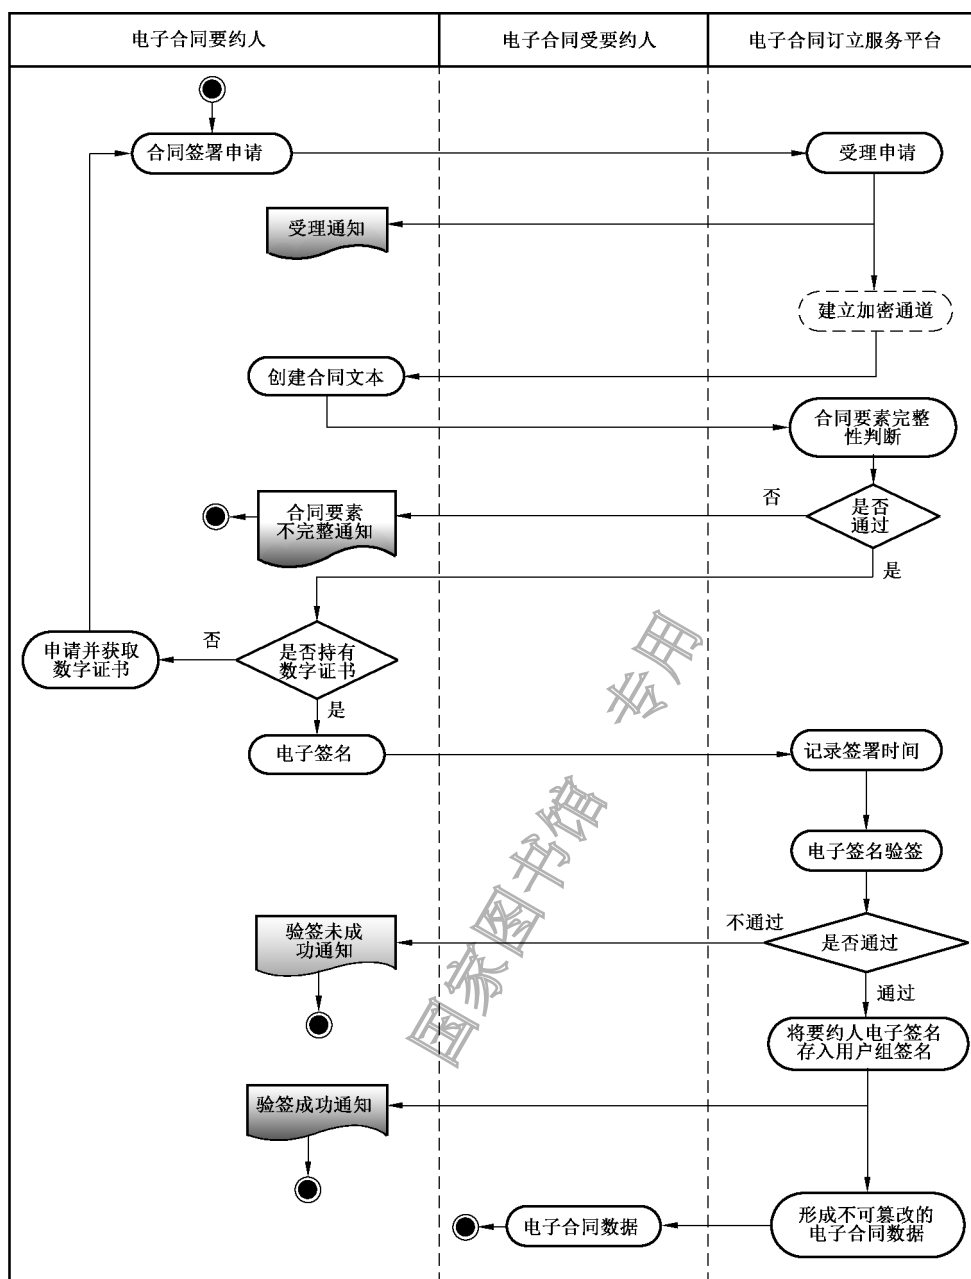 电子合同要约人
电子合同受要约人
电子合同订立服务平台
合同签署申请
受理申请
受理通知
建立加密通道
创建合同文本
合同要素完整
性判断
否
是否
通过
合同要素
不完整通知
是
申请并获取
数字证书
否
是否持有
数字证书
是
电子签名
记录签署时间
电子签名验签
不通过
是否通过
验签未成
功通知
通过
将要约人电子签名
存入用户组签名
验签成功通知
形成不可篡改的
电子合同数据
电子合同数据
国家图书馆 专用